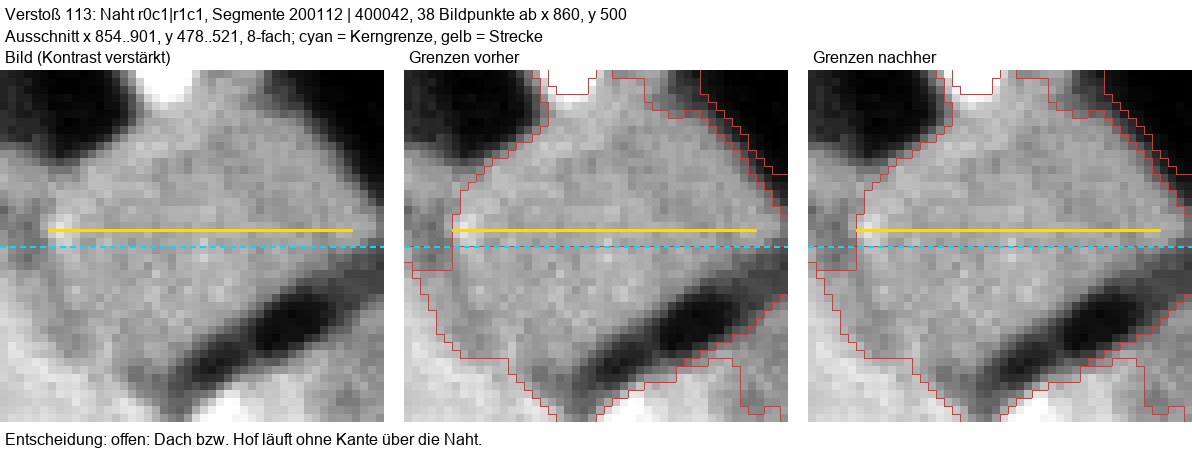 Verstoß 113: Naht r0c1|r1c1, Segmente 200112 | 400042, 38 Bildpunkte ab x 860, y 500
Ausschnitt x 854..901, y 478..521, 8-fach; cyan = Kerngrenze, gelb = Strecke
Bild (Kontrast verstärkt) Grenzen vorher Grenzen nachher
Entscheidung: offen: Dach bzw. Hof läuft ohne Kante über die Naht.